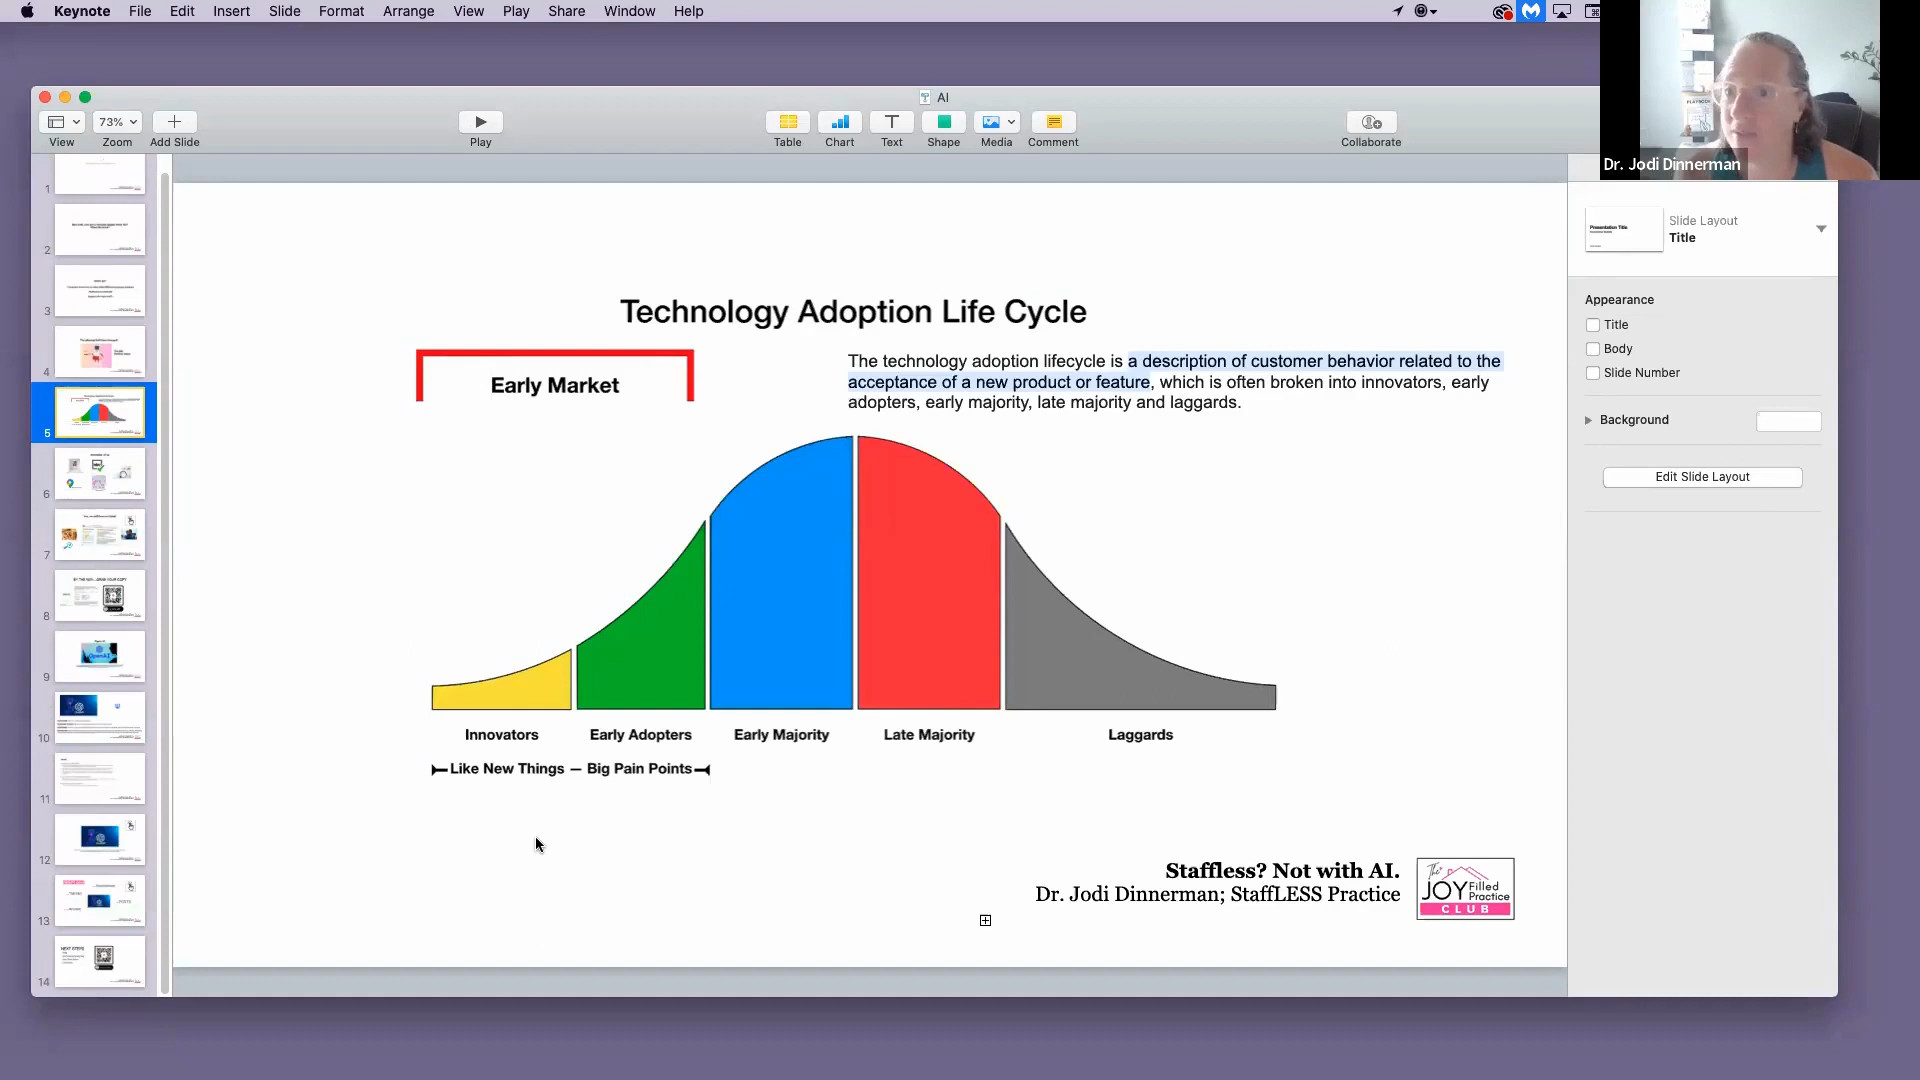 Keynote File Edit Insert Slide Format Arrange View Play Share Window Help
AI
73%
View Zoom Add Slide Play Table Chart Text Shape Media Comment Collaborate
Dr. Jodi Dinnerman
1
2
3
4
5
6
7
8
9
10
11
12
13
14
Technology Adoption Life Cycle
Early Market
The technology adoption lifecycle is a description of customer behavior related to the
acceptance of a new product or feature, which is often broken into innovators, early
adopters, early majority, late majority and laggards.
Innovators Early Adopters Early Majority Late Majority Laggards
Like New Things – Big Pain Points
Staffless? Not with AI.
Dr. Jodi Dinnerman; StaffLESS Practice
The
JOY Filled
Practice
CLUB
Presentation Title
Slide Layout
Title
Appearance
Title
Body
Slide Number
Background
Edit Slide Layout